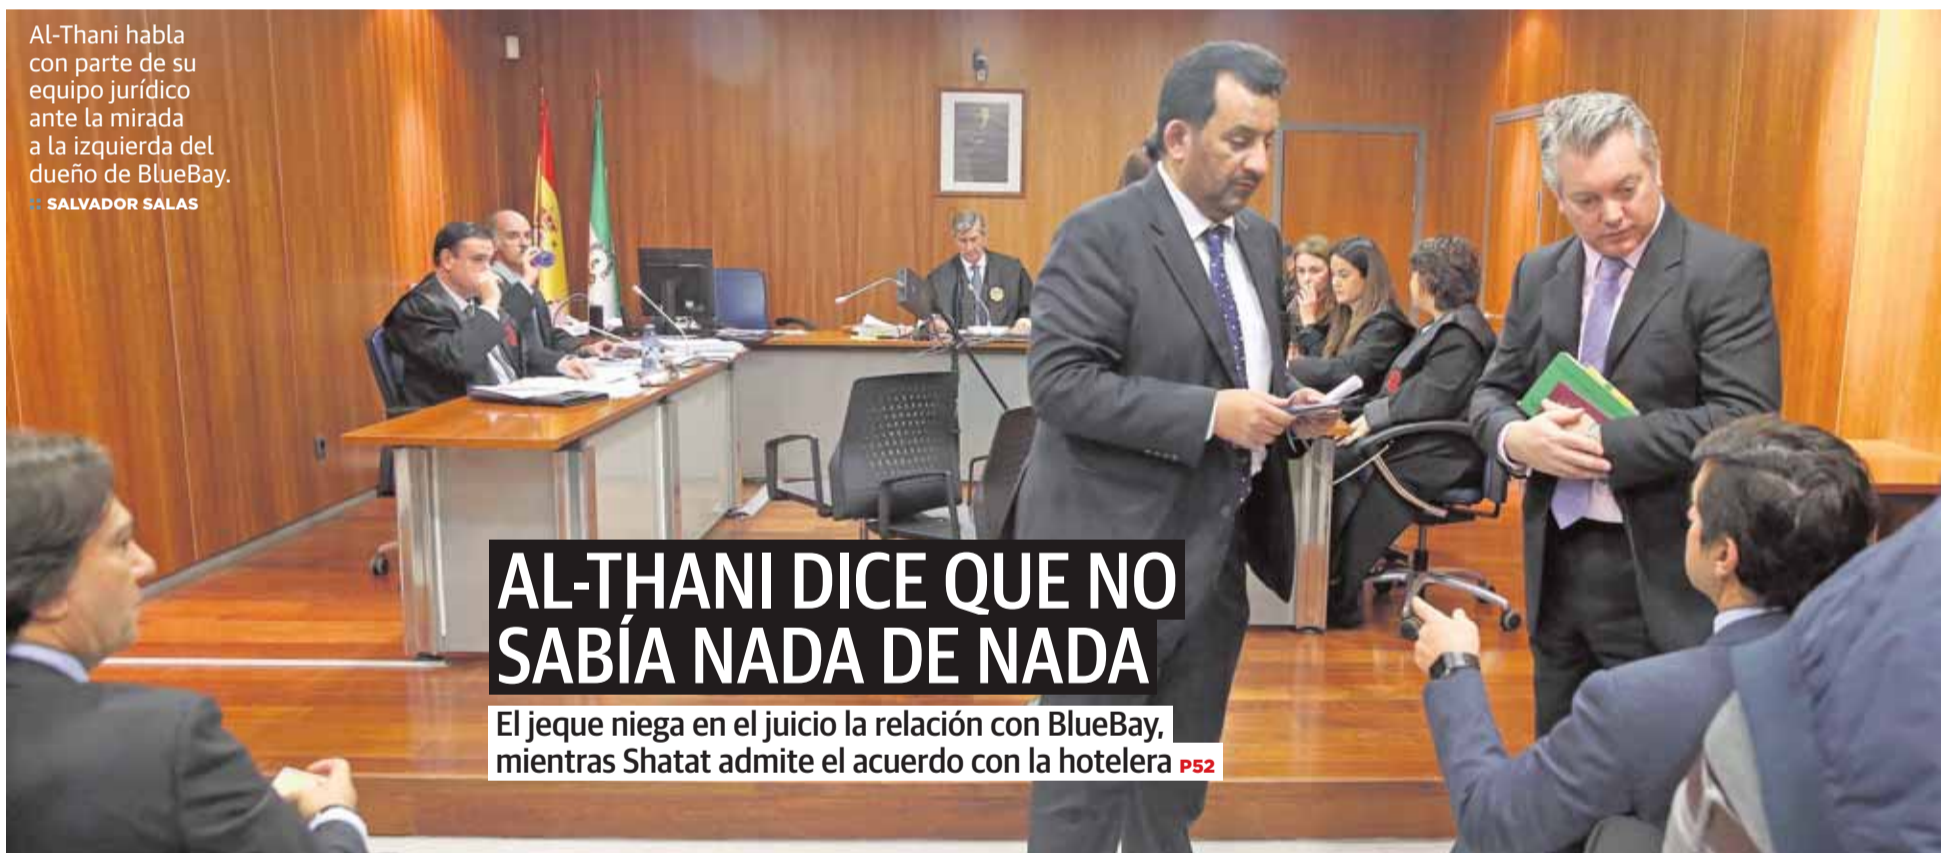 Al-Thani habla
con parte de su
equipo jurídico
ante la mirada
a la izquierda del
dueño de BlueBay.
:: SALVADOR SALAS
AL-THANI DICE QUE NO
SABÍA NADA DE NADA
El jeque niega en el juicio la relación con BlueBay,
mientras Shatat admite el acuerdo con la hotelera P52